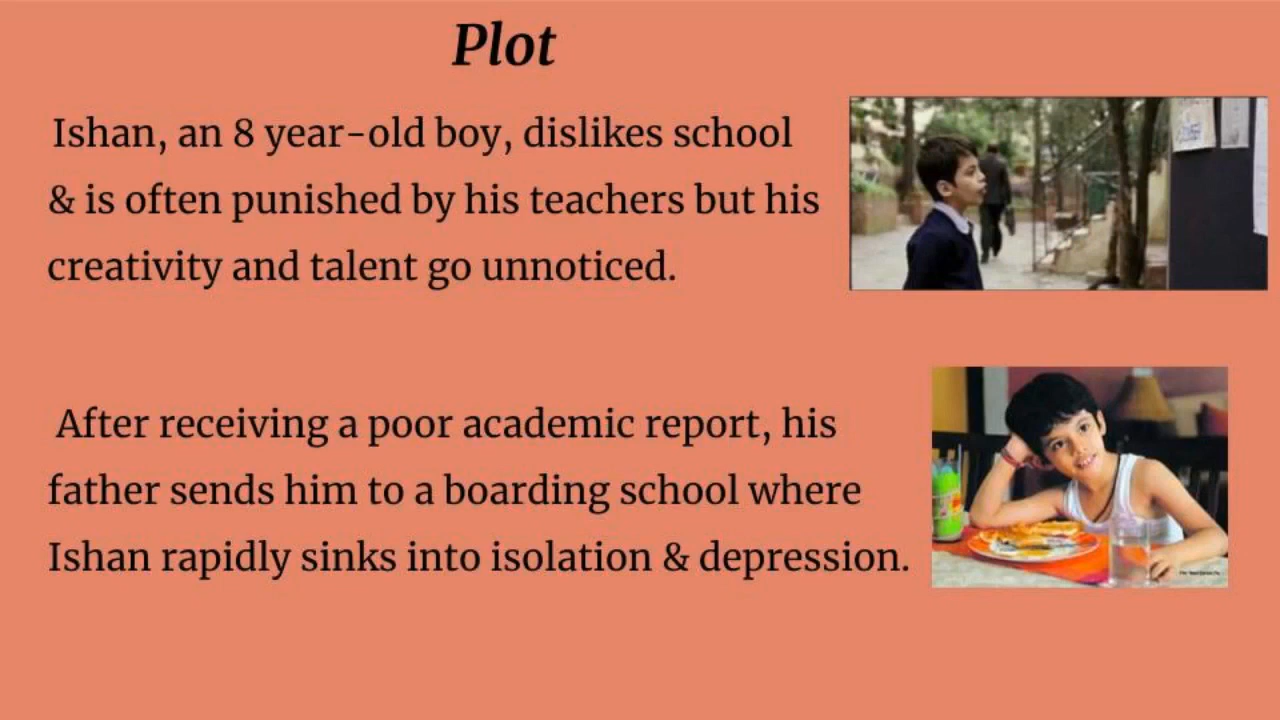 Plot
Ishan, an 8 year-old boy, dislikes school
& is often punished by his teachers but his
creativity and talent go unnoticed.
After receiving a poor academic report, his
father sends him to a boarding school where
Ishan rapidly sinks into isolation & depression.